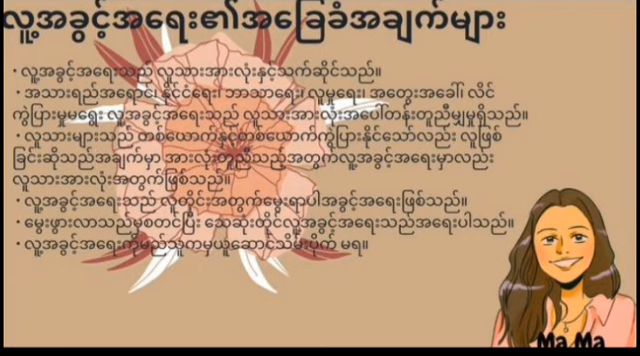 လူ့အခွင့်အရေး၏အခြေခံအချက်များ
• လူ့အခွင့်အရေးသည် လူသားအားလုံးနှင့်သက်ဆိုင်သည်။
• အသားရည်အရောင်၊ နိုင်ငံရေး၊ ဘာသာရေး၊ လူမှုရေး၊ အတွေးအခေါ်၊ လိင်
ကွဲပြားမှုမရွေး လူ့အခွင့်အရေးသည် လူသားအားလုံးအပေါ်တန်းတူညီမျှမှုရှိသည်။
• လူသားများသည် အစ်ယောက်နှင့်တစ်ယောက်ကွဲပြားနိုင်သော်လည်း လူဖြစ်
ခြင်းဆိုသည့်အချက်မှာ အားလုံးတူညီသည့်အတွက်လူ့အခွင့်အရေးမှာလည်း
လူသားအားလုံးအတွက်ဖြစ်သည်။
• လူ့အခွင့်အရေးသည် လူတိုင်းအတွက်မွေးရာပါအခွင့်အရေးဖြစ်သည်။
• မွေးဖွားလာသည်မှစတင်ပြီး သေဆုံးတိုင်လူ့အခွင့်အရေးသည်အရေးပါသည်။
• လူ့အခွင့်အရေးကိုမည်သူကမှယူဆောင်သိမ်းပိုက် မရ။
Ma Ma